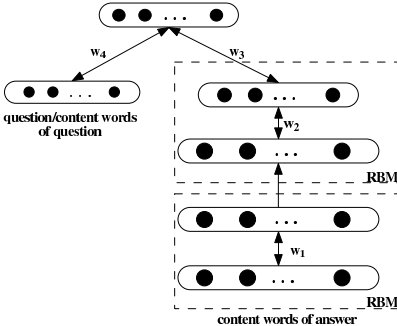 w4
w3
question/content words
of question
w2
RBM
w1
RBM
content words of answer